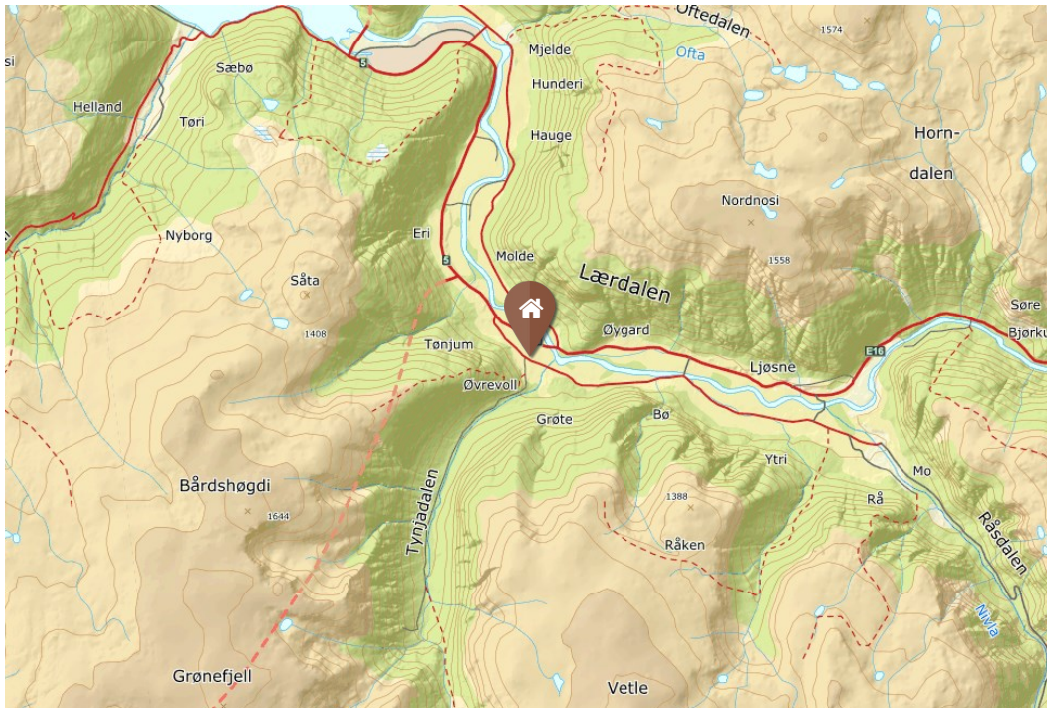 Oftedalen
1574
Mjelde
Ofta
5
Sæbø
Hunderi
Helland
Tøri
Hauge
Horn-
dalen
Nordnosi
Nyborg
Eri
Molde
5
1558
Såta
Lærdalen
Søre
1408
Øygard
Bjørku
Tønjum
E16
Ljøsne
Øvrevoll
Grøte
Bø
Ytri
Mo
Bårdshøgdi
1644
1388
Rå
Tynjadalen
Råken
Råsdalen
Nivla
Grønefjell
Vetle